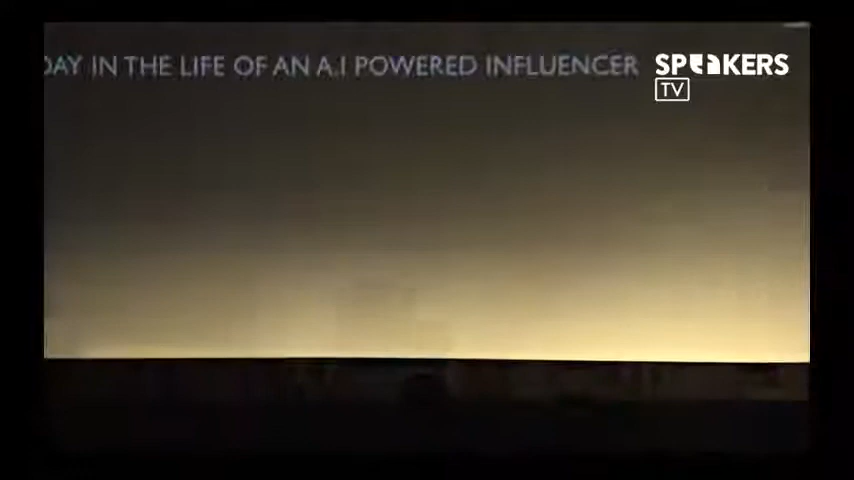 DAY IN THE LIFE OF AN A.I POWERED INFLUENCER
SPEAKERS
TV